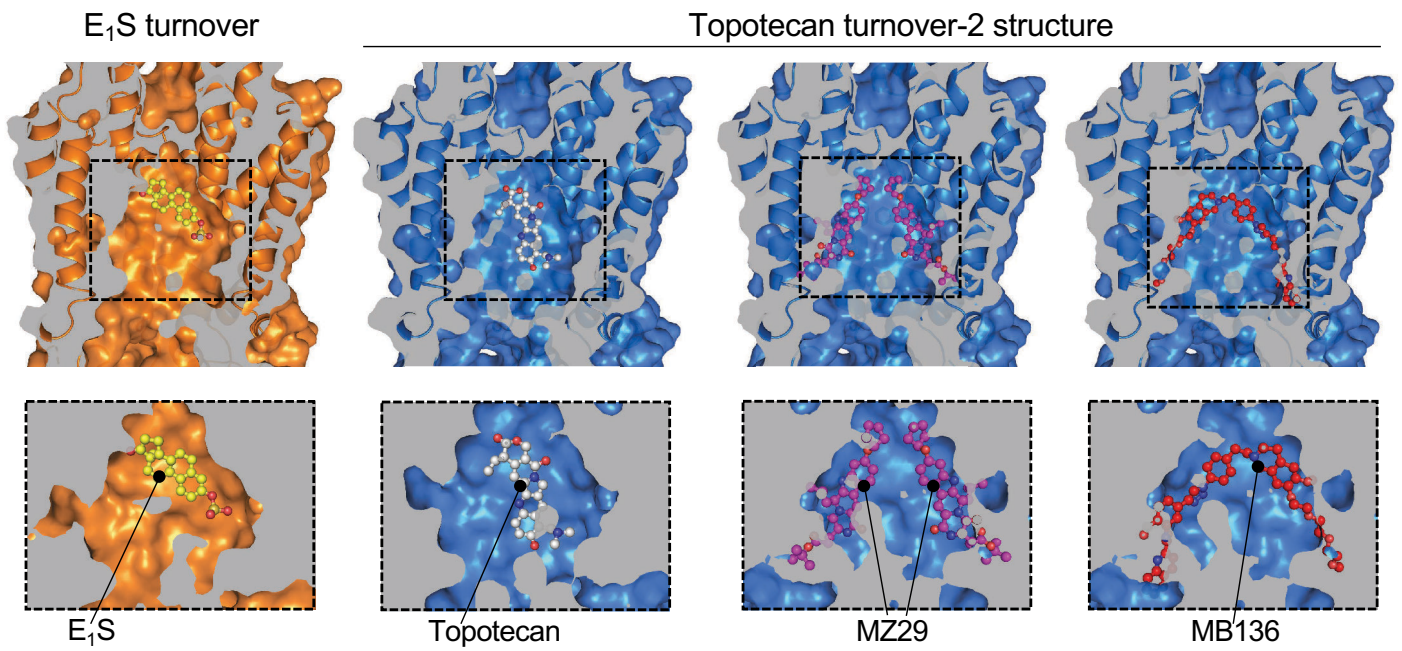 E₁S turnover
Topotecan turnover-2 structure
E₁S
Topotecan
MZ29
MB136